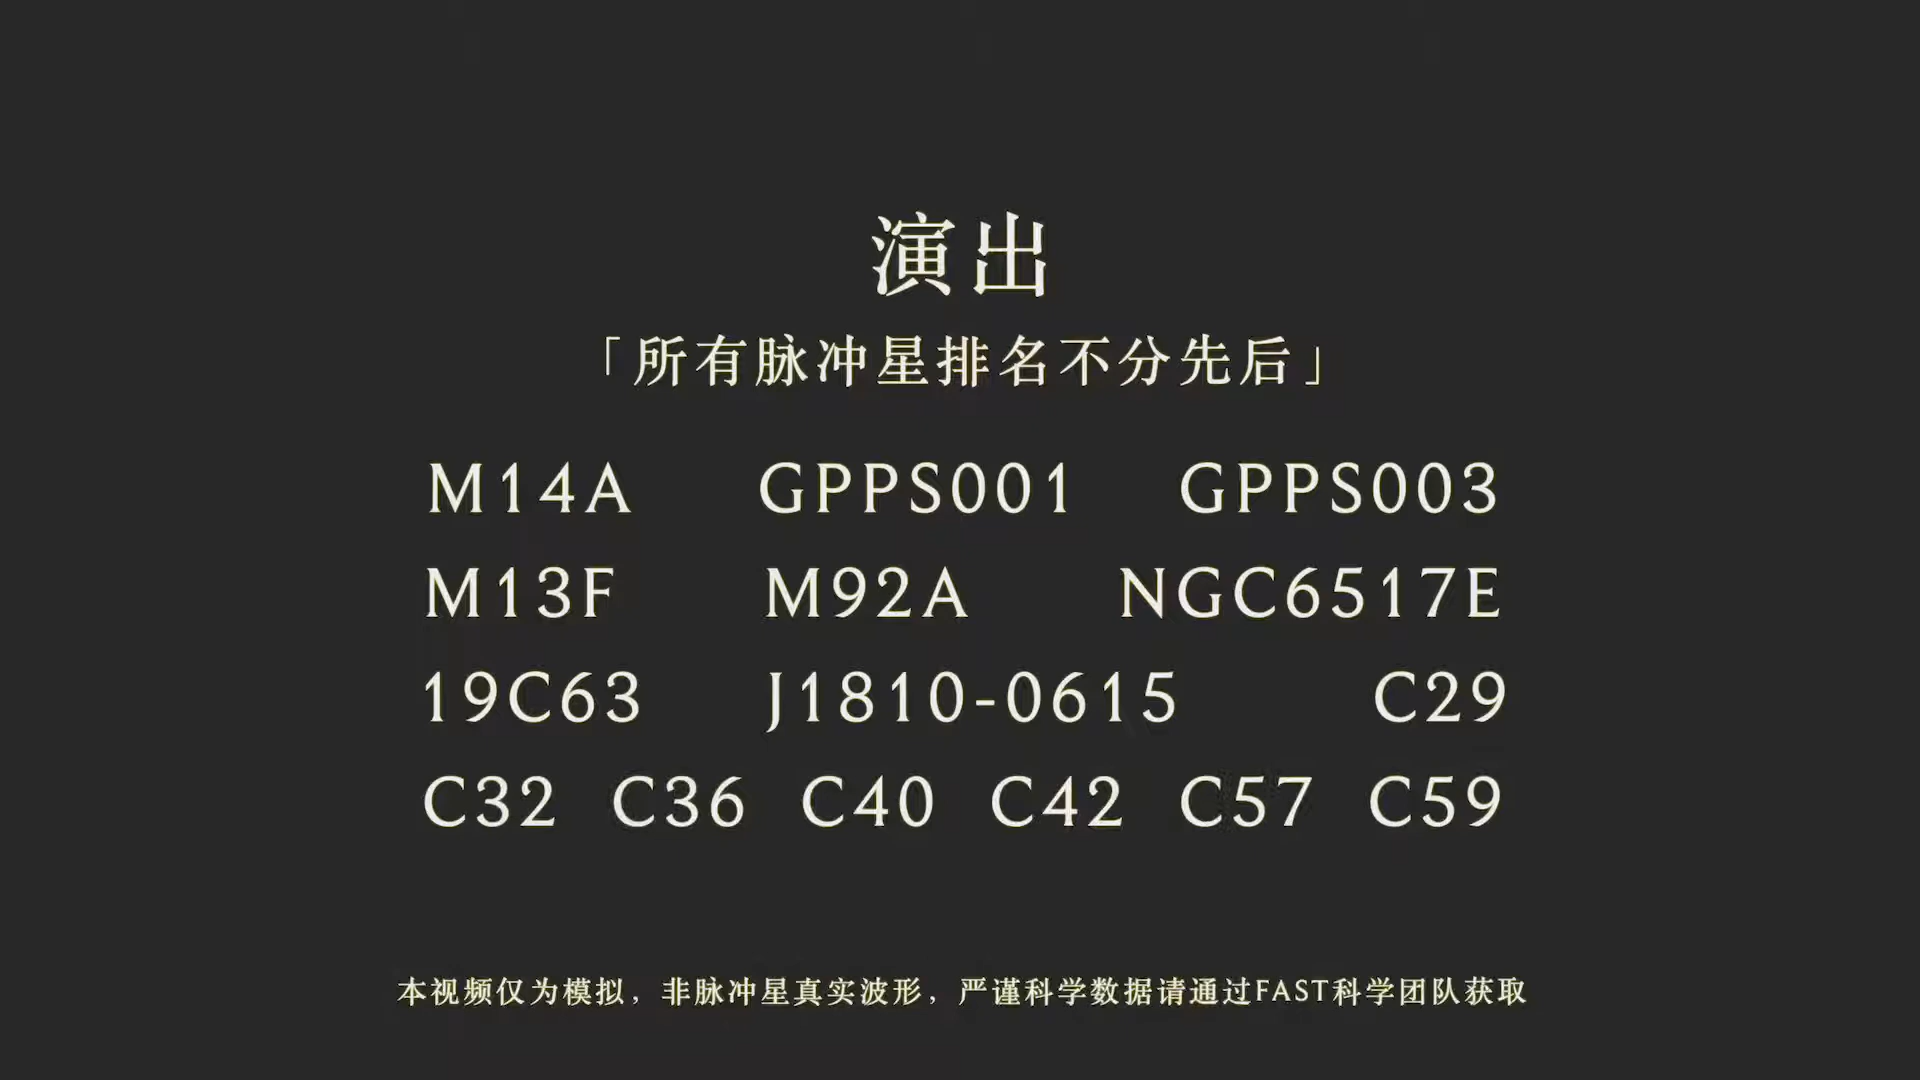 演出
「所有脉冲星排名不分先后」
M14A GPPS001 GPPS003
M13F M92A NGC6517E
19C63 J1810-0615 C29
C32 C36 C40 C42 C57 C59
本视频仅为模拟，非脉冲星真实波形，严谨科学数据请通过FAST科学团队获取